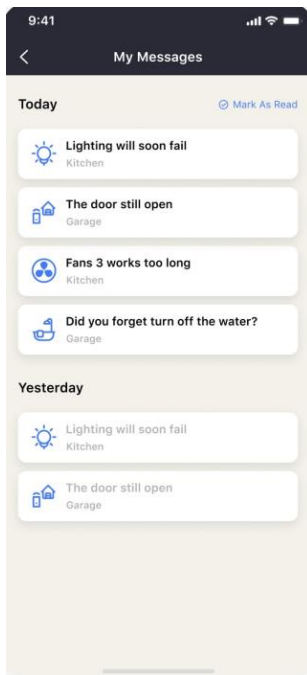 9:41
My Messages
Today
Mark As Read
Lighting will soon fail
Kitchen
The door still open
Garage
Fans 3 works too long
Kitchen
Did you forget turn off the water?
Garage
Yesterday
Lighting will soon fail
Kitchen
The door still open
Garage